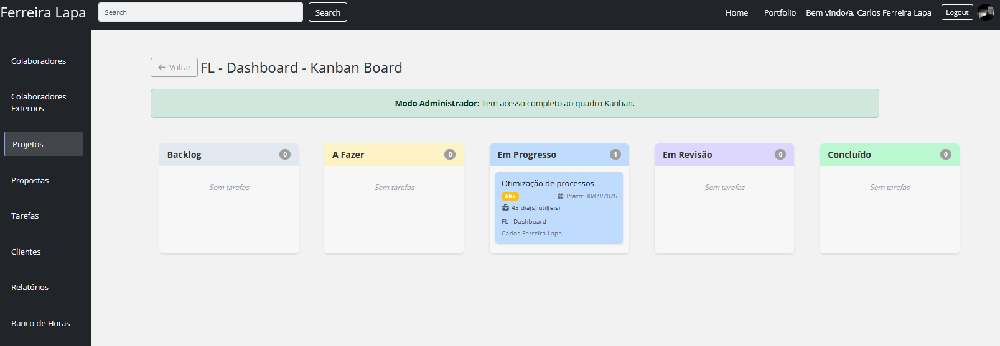 Ferreira Lapa
Search
Search
Home
Portfolio
Bem vindo/a, Carlos Ferreira Lapa
Logout
Colaboradores
Colaboradores
Externos
Projetos
Propostas
Tarefas
Clientes
Relatórios
Banco de Horas
Voltar
FL - Dashboard - Kanban Board
Modo Administrador: Tem acesso completo ao quadro Kanban.
Backlog 0
Sem tarefas
A Fazer 0
Sem tarefas
Em Progresso 1
Otimização de processos
Alta Prazo: 30/09/2026
43 dia(s) útil(eis)
FL - Dashboard
Carlos Ferreira Lapa
Em Revisão 0
Sem tarefas
Concluído 0
Sem tarefas